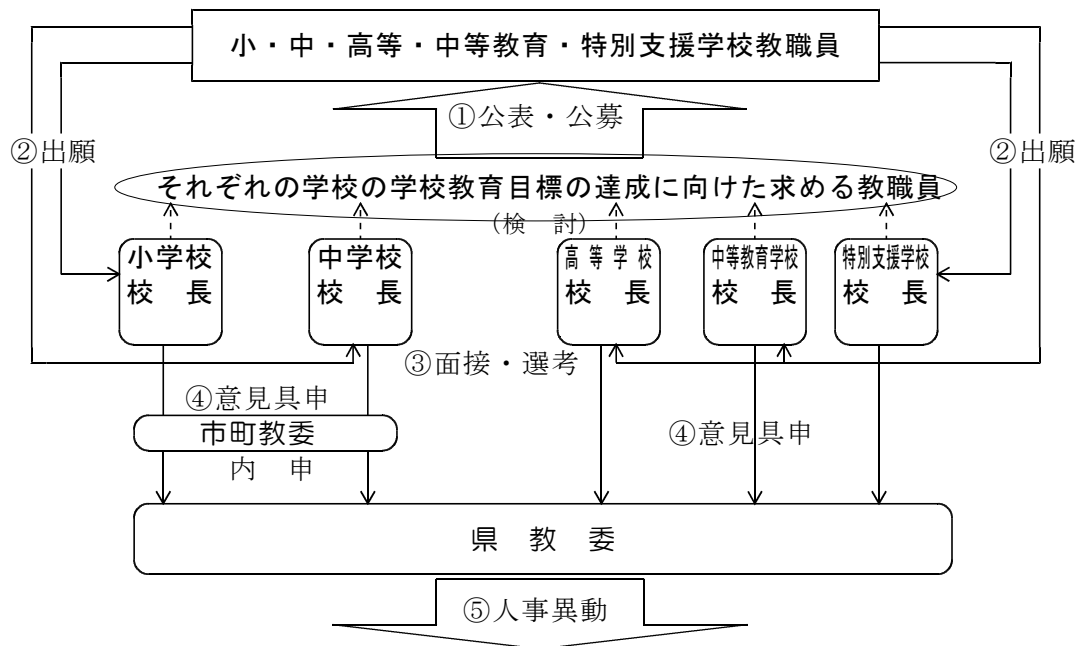 小・中・高等・中等教育・特別支援学校教職員
①公表・公募
②出願
②出願
それぞれの学校の学校教育目標の達成に向けた求める教職員
（検　討）
小学校
校　長
中学校
校　長
高等学校
校　長
中等教育学校
校　長
特別支援学校
校　長
③面接・選考
④意見具申
市町教委
内　申
④意見具申
県　教　委
⑤人事異動